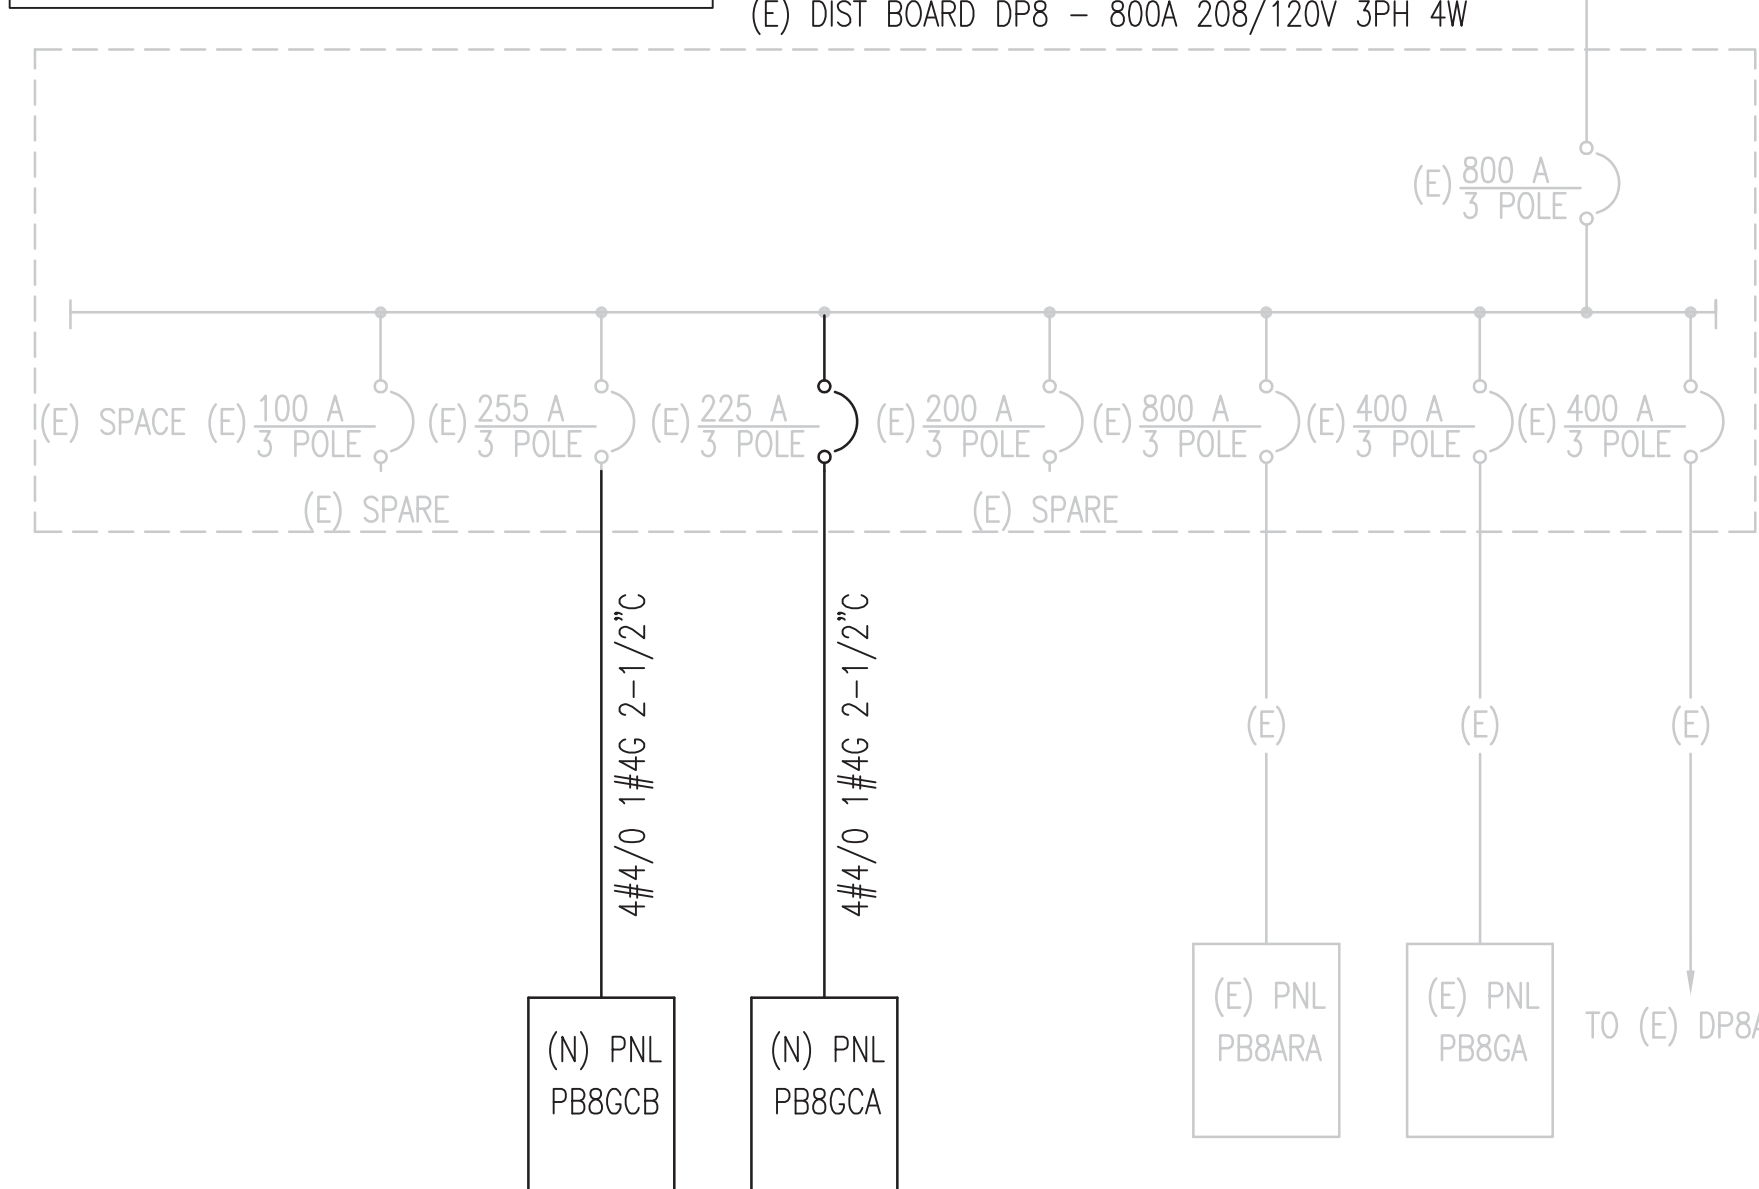 (E) DIST BOARD DP8 – 800A 208/120V 3PH 4W
(E) 800 A
3 POLE
(E) SPACE
(E) 100 A
3 POLE
(E) 255 A
3 POLE
(E) 225 A
3 POLE
(E) 200 A
3 POLE
(E) 800 A
3 POLE
(E) 400 A
3 POLE
(E) 400 A
3 POLE
(E) SPARE
(E) SPARE
4#4/0 1#4G 2-1/2"C
4#4/0 1#4G 2-1/2"C
(E)
(E)
(E)
(N) PNL
PB8GCB
(N) PNL
PB8GCA
(E) PNL
PB8ARA
(E) PNL
PB8GA
TO (E) DP8A